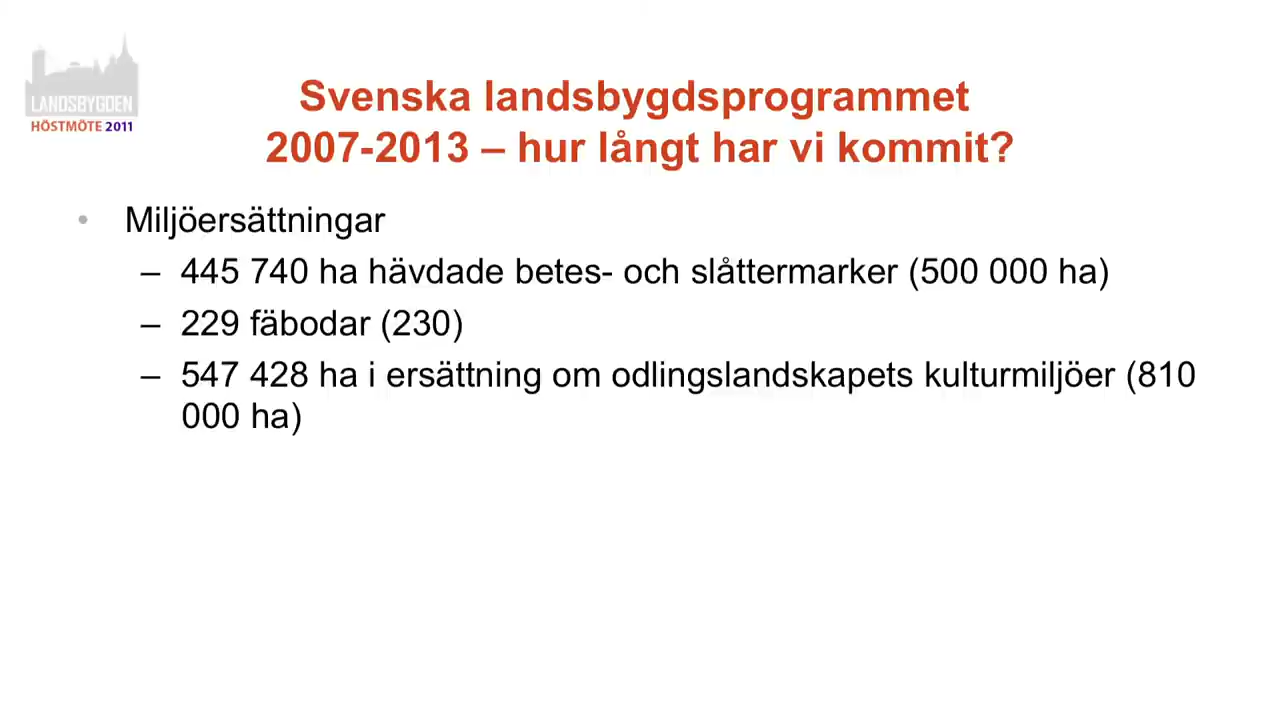 LANDSBYGDEN
HÖSTMÖTE 2011
Svenska landsbygdsprogrammet
2007-2013 – hur långt har vi kommit?
• Miljöersättningar
– 445 740 ha hävdade betes- och slåttermarker (500 000 ha)
– 229 fäbodar (230)
– 547 428 ha i ersättning om odlingslandskapets kulturmiljöer (810
000 ha)